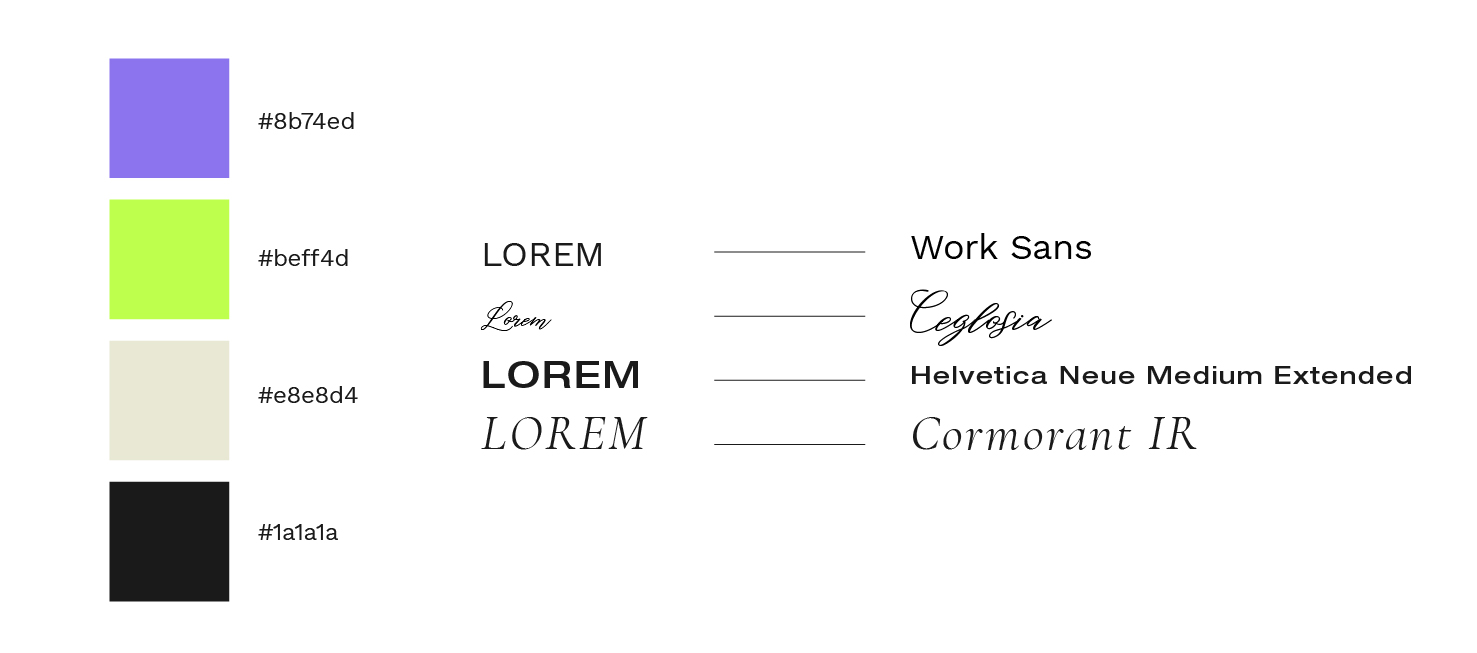 #8b74ed
#beff4d
#e8e8d4
#1a1a1a
LOREM Work Sans
Lorem Ceglosia
LOREM Helvetica Neue Medium Extended
LOREM Cormorant IR